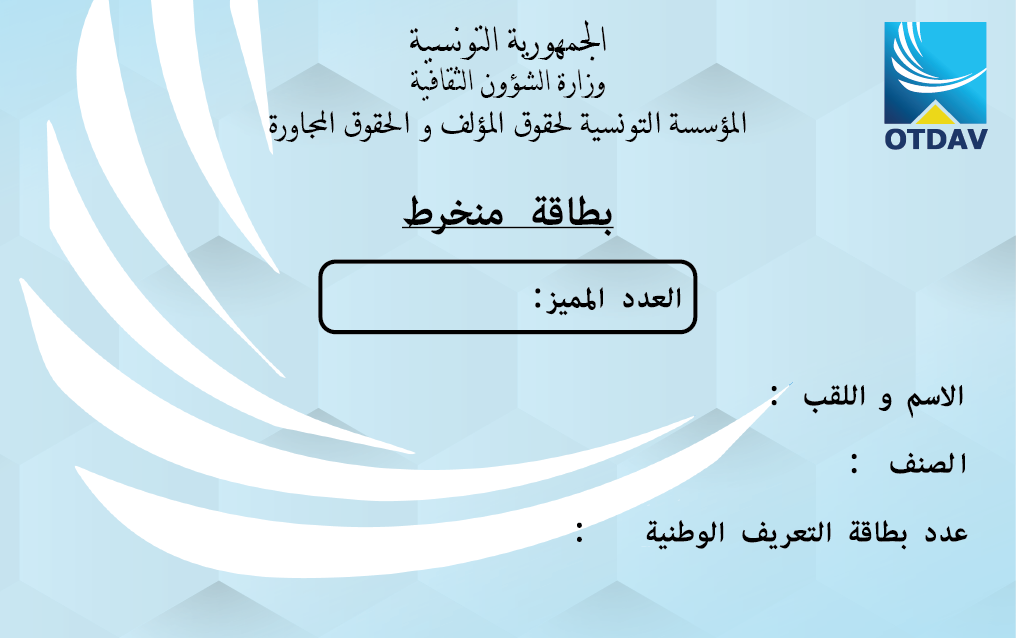 الجمهورية التونسية
وزارة الشؤون الثقافية
المؤسسة التونسية لحقوق المؤلف و الحقوق المجاورة
OTDAV
بطاقة منخرط
العدد المميز:
الاسم و اللقب :
الصنف :
عدد بطاقة التعريف الوطنية :